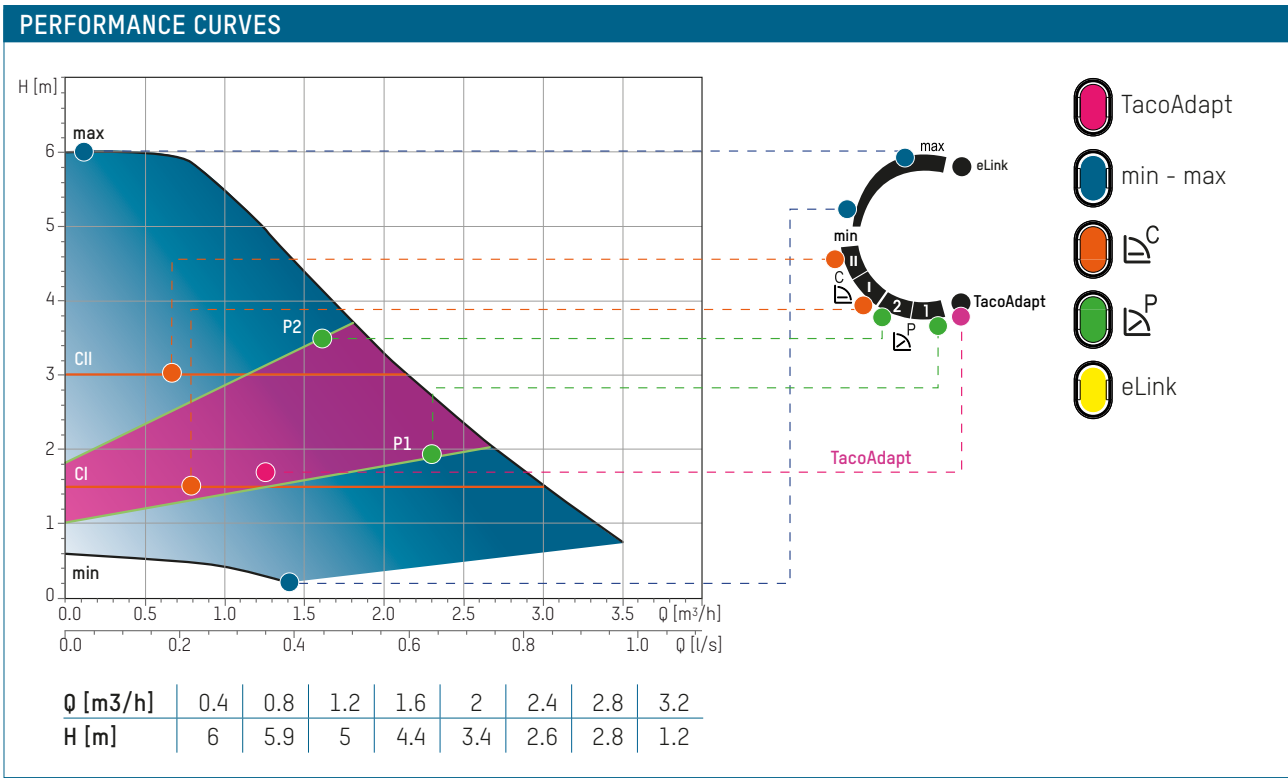 PERFORMANCE CURVES
H [m]
6
5
4
3
2
1
0
max
P2
CII
P1
CI
min
0.0 0.5 1.0 1.5 2.0 2.5 3.0 3.5 Q [m³/h]
0.0 0.2 0.4 0.6 0.8 1.0 Q [l/s]
max
eLink
min
II
C
I
2
1
P
TacoAdapt
TacoAdapt
TacoAdapt
min - max
C
P
eLink
Q [m3/h] 0.4 0.8 1.2 1.6 2 2.4 2.8 3.2
H [m] 6 5.9 5 4.4 3.4 2.6 2.8 1.2